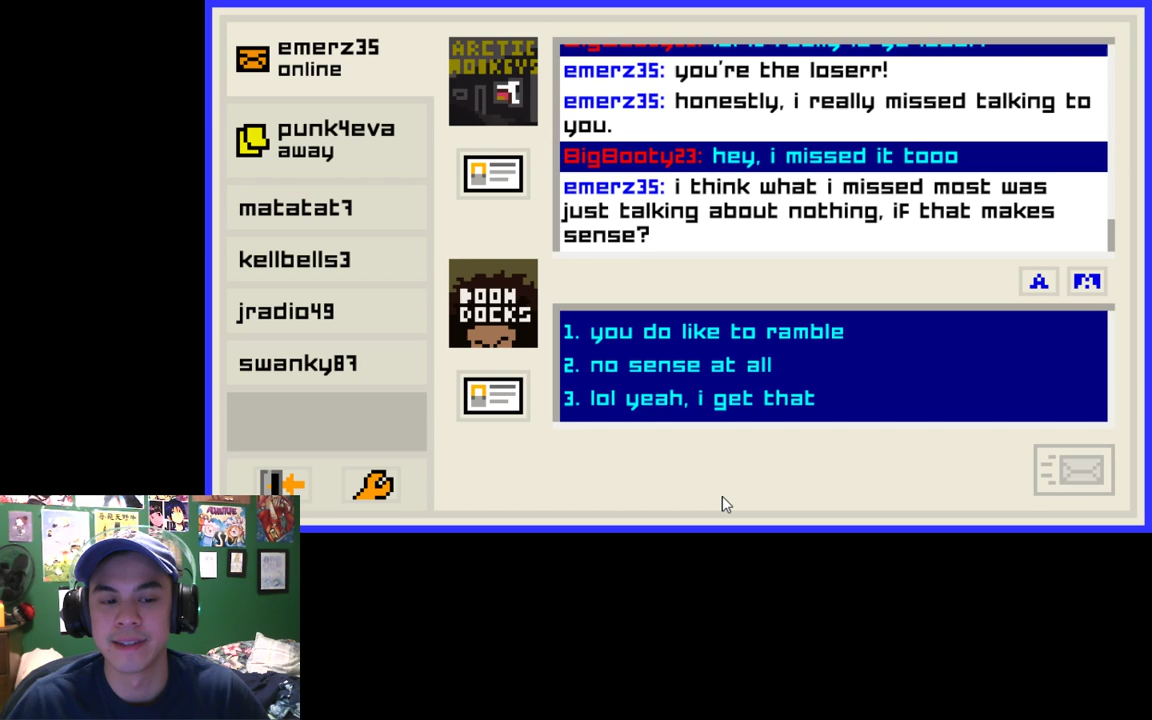 emerz35
online
punk4eva
away
matatat7
kellbells3
jradio49
swanky87
ARCTIC
MONKEYS
emerz35: you're the loserr!
emerz35: honestly, i really missed talking to
you.
BigBooty23: hey, i missed it tooo
emerz35: i think what i missed most was
just talking about nothing, if that makes
sense?
A
BOON
DOCKS
1. you do like to ramble
2. no sense at all
3. lol yeah, i get that